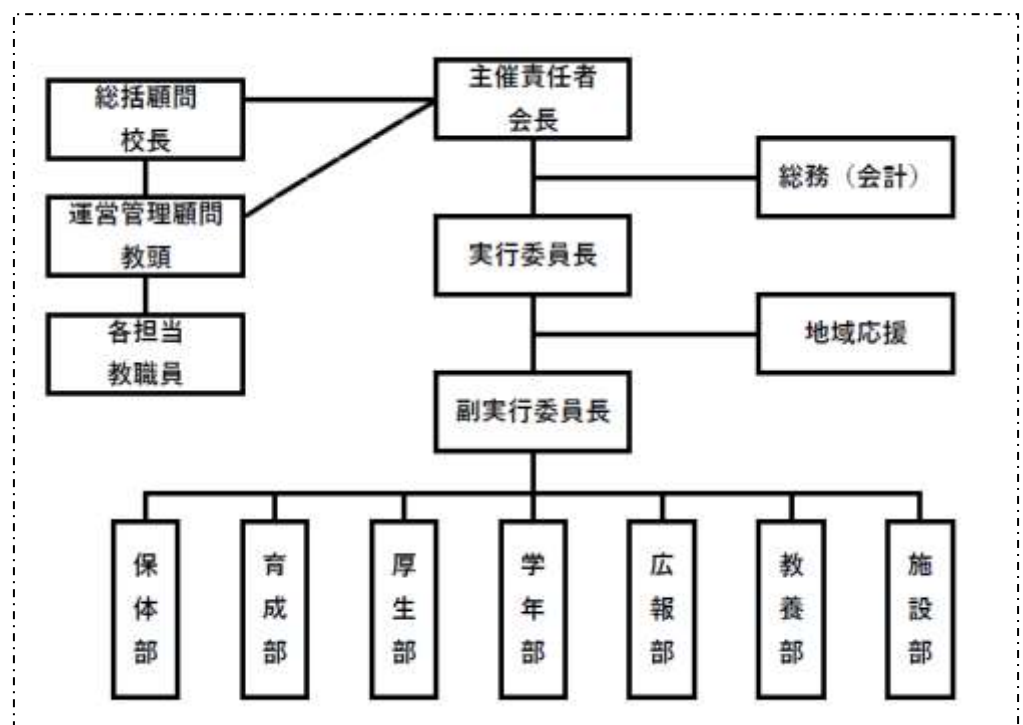 主催責任者
会長
総括顧問
校長
総務（会計）
運営管理顧問
教頭
実行委員長
各担当
教職員
地域応援
副実行委員長
保体部
育成部
厚生部
学年部
広報部
教養部
施設部